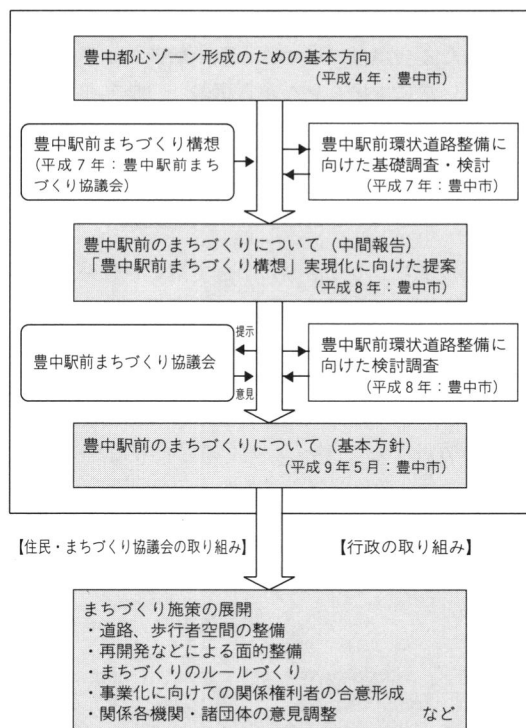 豊中都心ゾーン形成のための基本方向
(平成4年：豊中市)
豊中駅前まちづくり構想
(平成7年：豊中駅前まち
づくり協議会)
豊中駅前環状道路整備に
向けた基礎調査・検討
(平成7年：豊中市)
豊中駅前のまちづくりについて（中間報告）
「豊中駅前まちづくり構想」実現化に向けた提案
(平成8年：豊中市)
提示
豊中駅前まちづくり協議会
意見
豊中駅前環状道路整備に
向けた検討調査
(平成8年：豊中市)
豊中駅前のまちづくりについて（基本方針）
(平成9年5月：豊中市)
【住民・まちづくり協議会の取り組み】
【行政の取り組み】
まちづくり施策の展開
・道路、歩行者空間の整備
・再開発などによる面的整備
・まちづくりのルールづくり
・事業化に向けての関係権利者の合意形成
・関係各機関・諸団体の意見調整 など